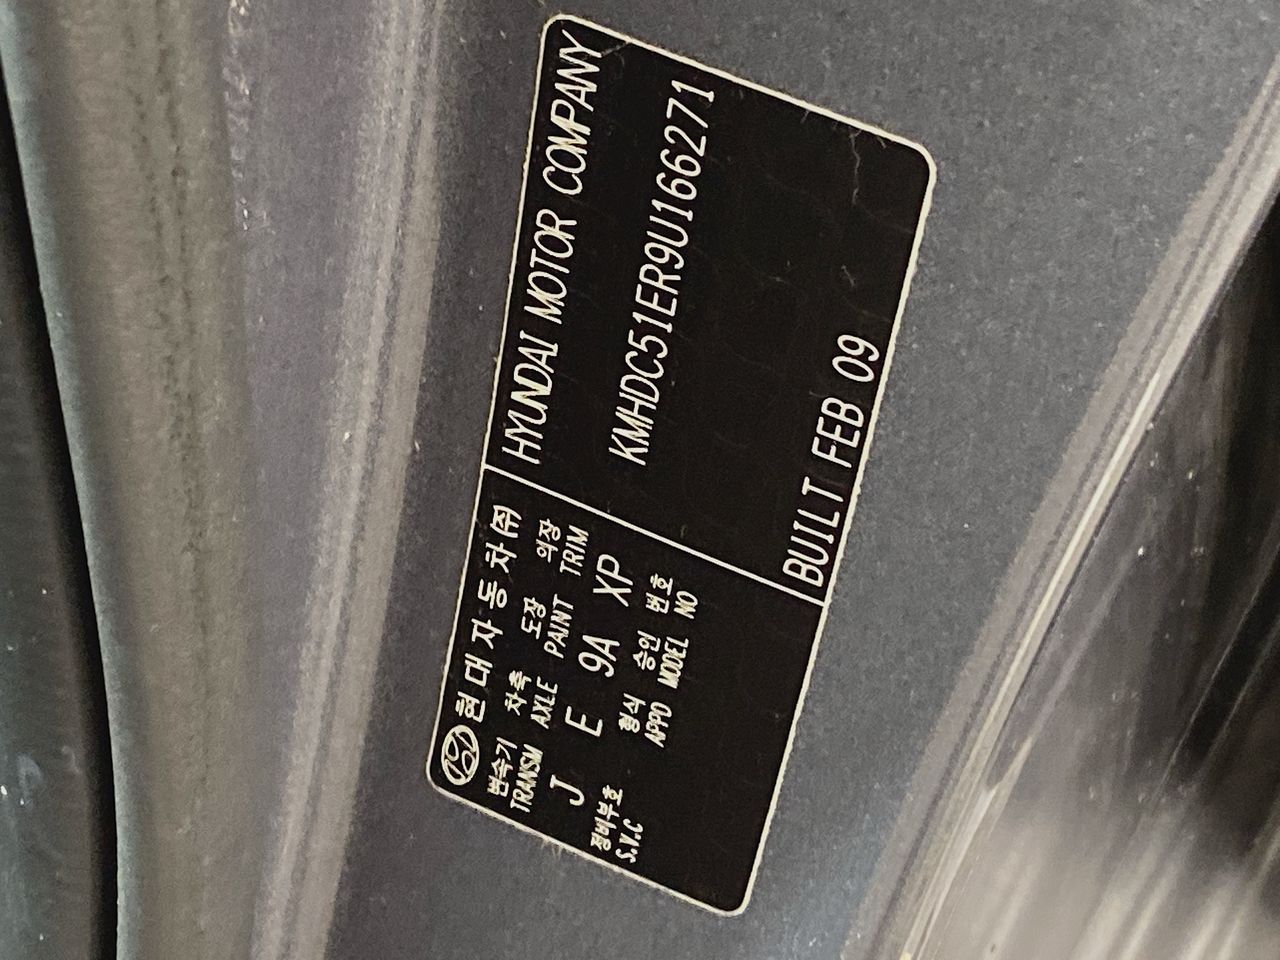 현대자동차㈜
HYUNDAI MOTOR COMPANY
변속기 차축 도장 의장
TRANSM AXLE PAINT TRIM
J E 9A XP
KMHDC51ER9U166271
정비부호 형식 승인 번호
S.V.C APPD MODEL NO
BUILT FEB 09